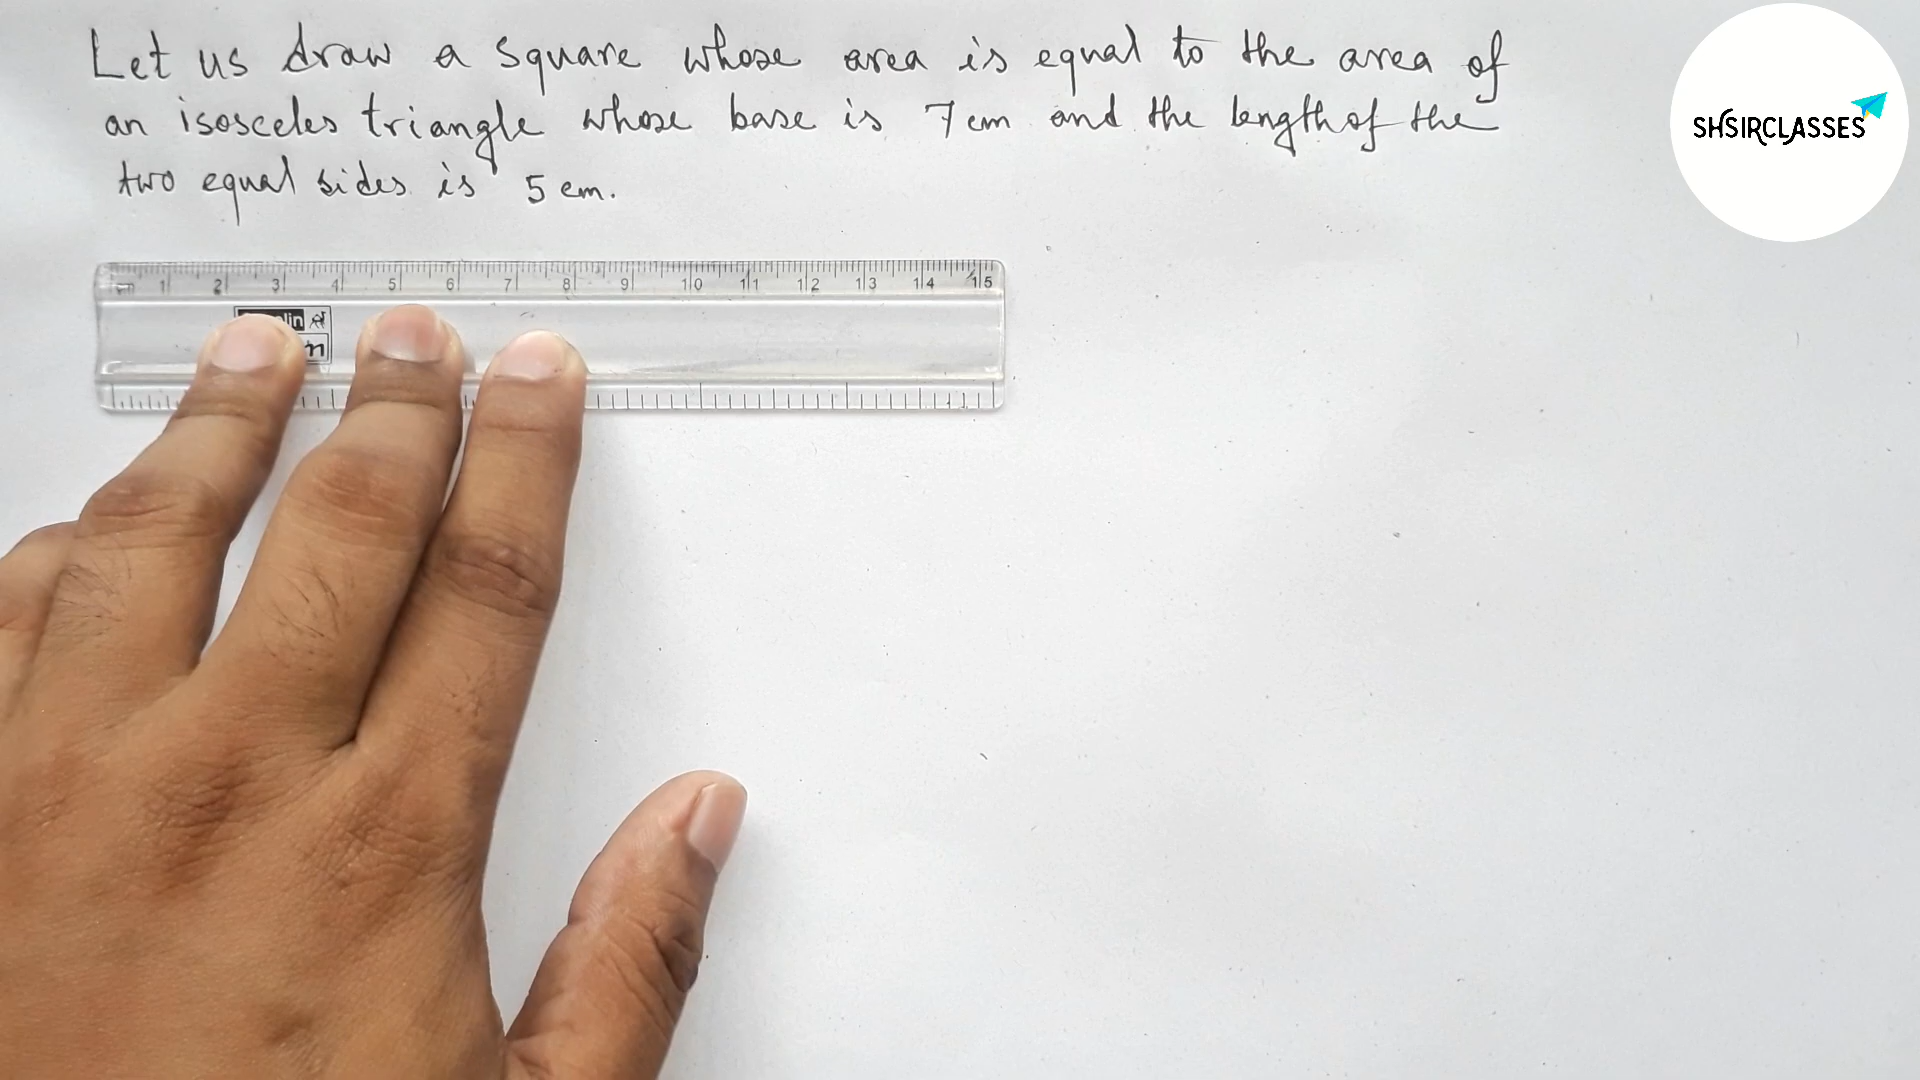 Let us draw a square whose area is equal to the area of
an isosceles triangle whose base is 7 cm and the length of the
two equal sides is 5 cm.
SHSIRCLASSES
1 2 3 4 5 6 7 8 9 10 11 12 13 14 15